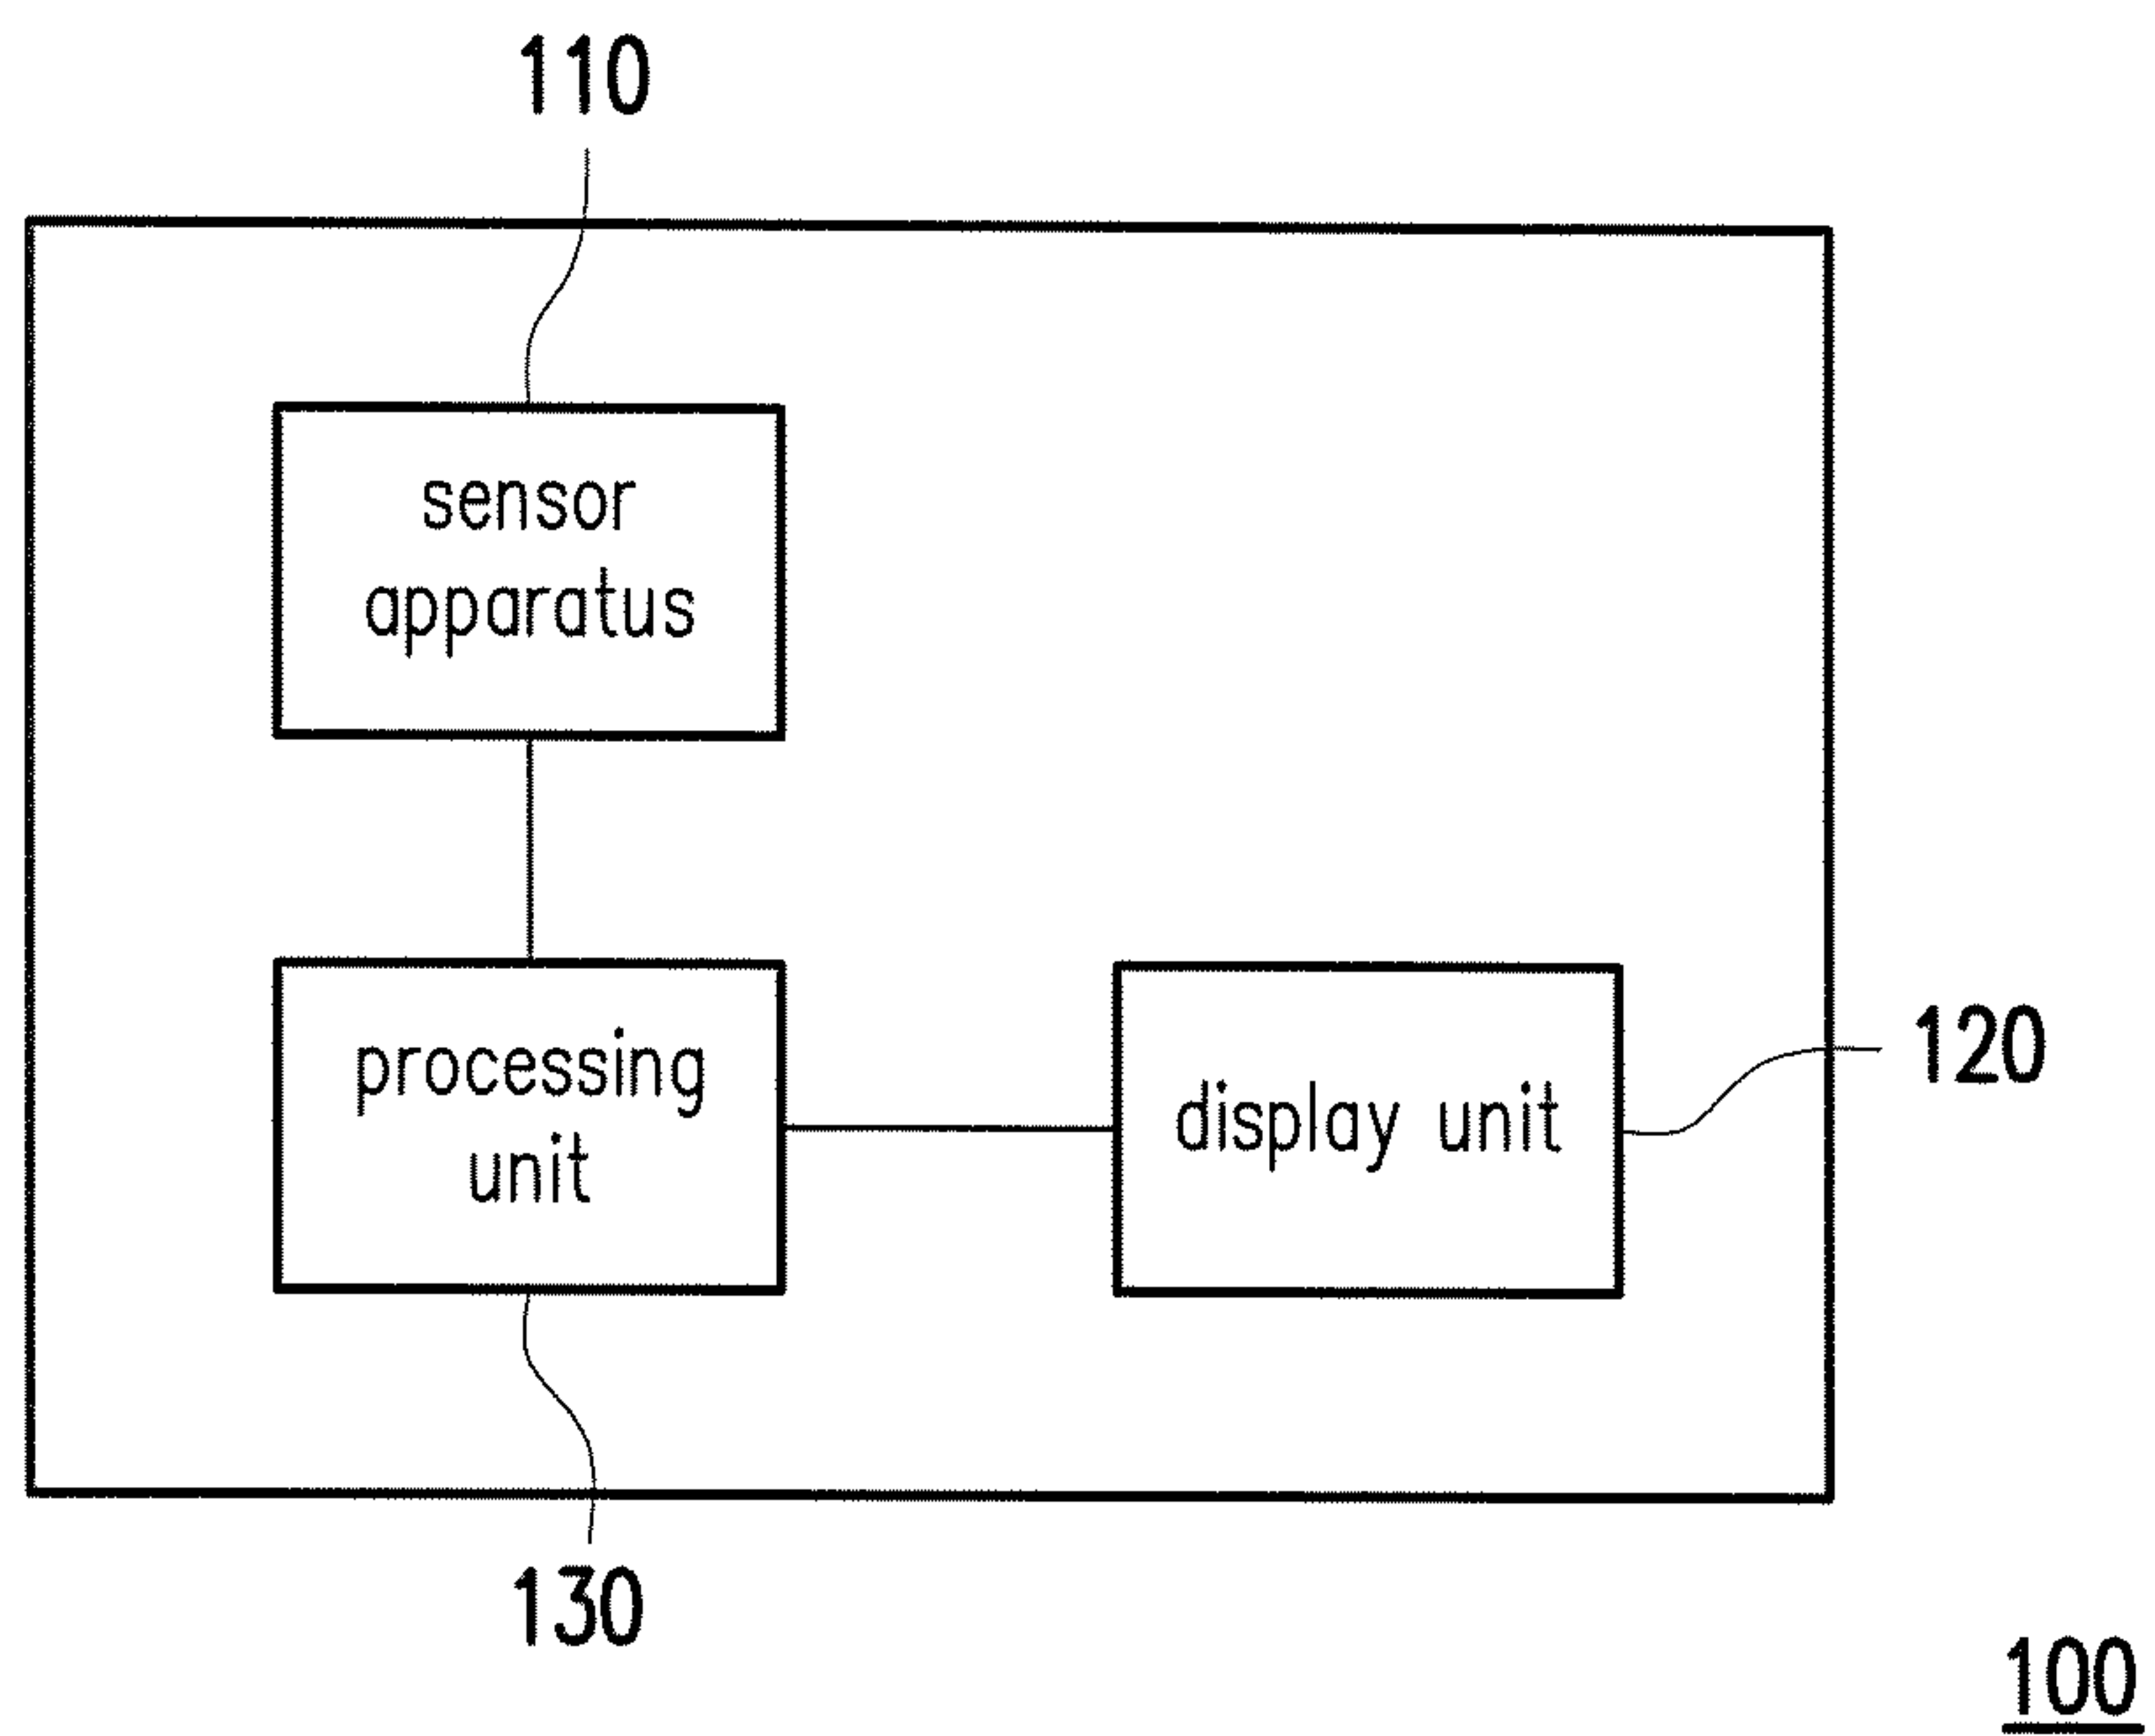 110
sensor
apparatus
processing
unit
display unit
120
130
100